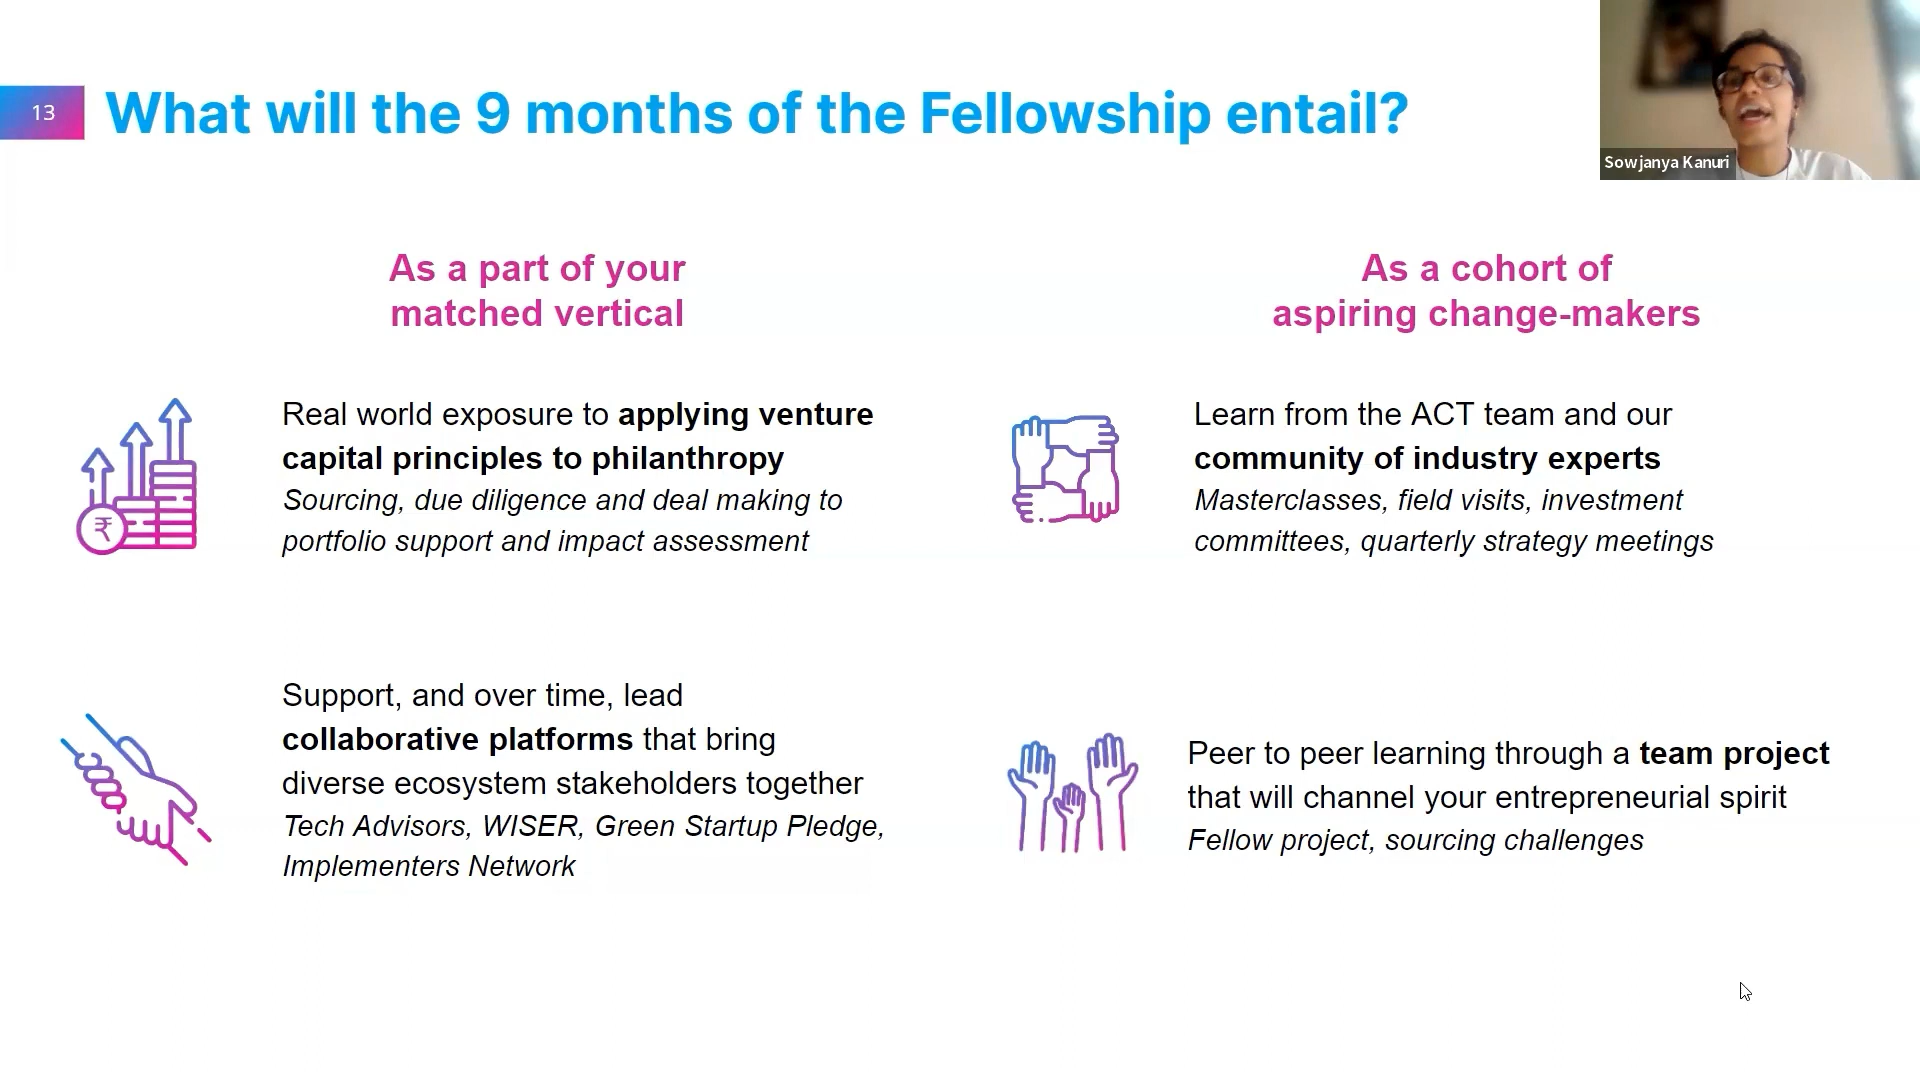 13
What will the 9 months of the Fellowship entail?
Sowjanya Kanuri
As a part of your
matched vertical
Real world exposure to applying venture
capital principles to philanthropy
Sourcing, due diligence and deal making to
portfolio support and impact assessment
Support, and over time, lead
collaborative platforms that bring
diverse ecosystem stakeholders together
Tech Advisors, WISER, Green Startup Pledge,
Implementers Network
As a cohort of
aspiring change-makers
Learn from the ACT team and our
community of industry experts
Masterclasses, field visits, investment
committees, quarterly strategy meetings
Peer to peer learning through a team project
that will channel your entrepreneurial spirit
Fellow project, sourcing challenges
₹